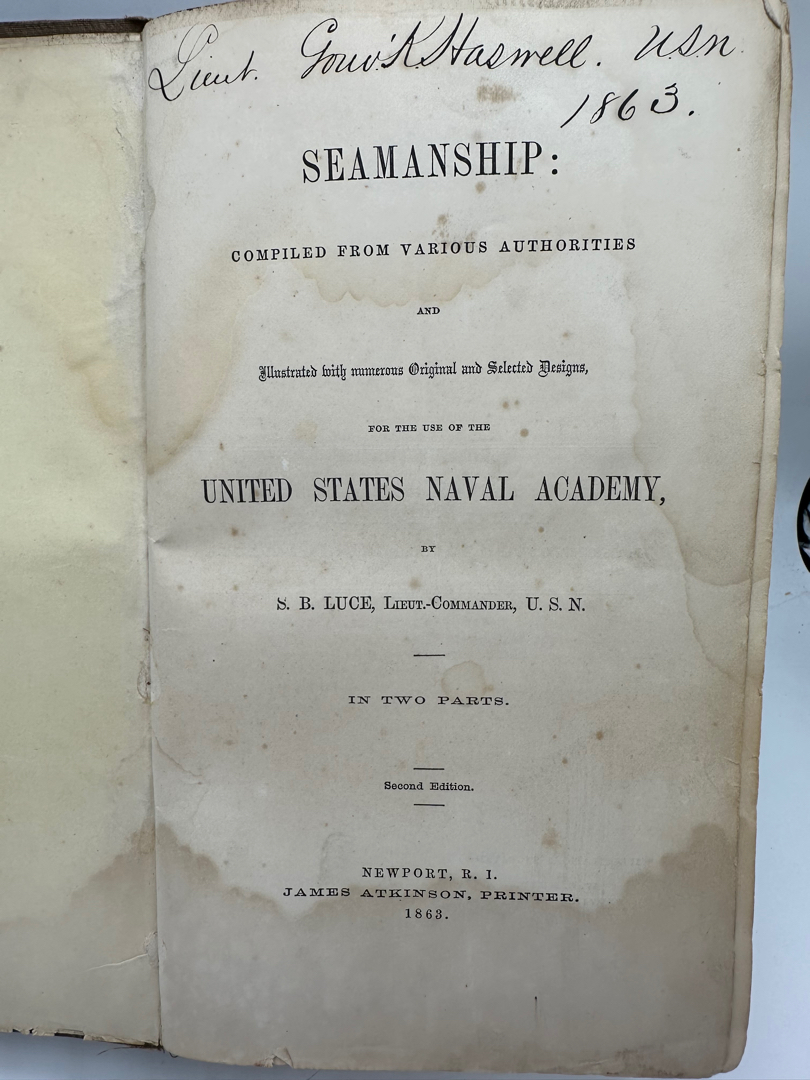 Lieut. Gouv'. K. Haswell. U.S.N.
1863.
SEAMANSHIP:
COMPILED FROM VARIOUS AUTHORITIES
AND
Illustrated with numerous Original and Selected Designs,
FOR THE USE OF THE
UNITED STATES NAVAL ACADEMY,
BY
S. B. LUCE, LIEUT.-COMMANDER, U. S. N.
IN TWO PARTS.
Second Edition.
NEWPORT, R. I.
JAMES ATKINSON, PRINTER.
1863.